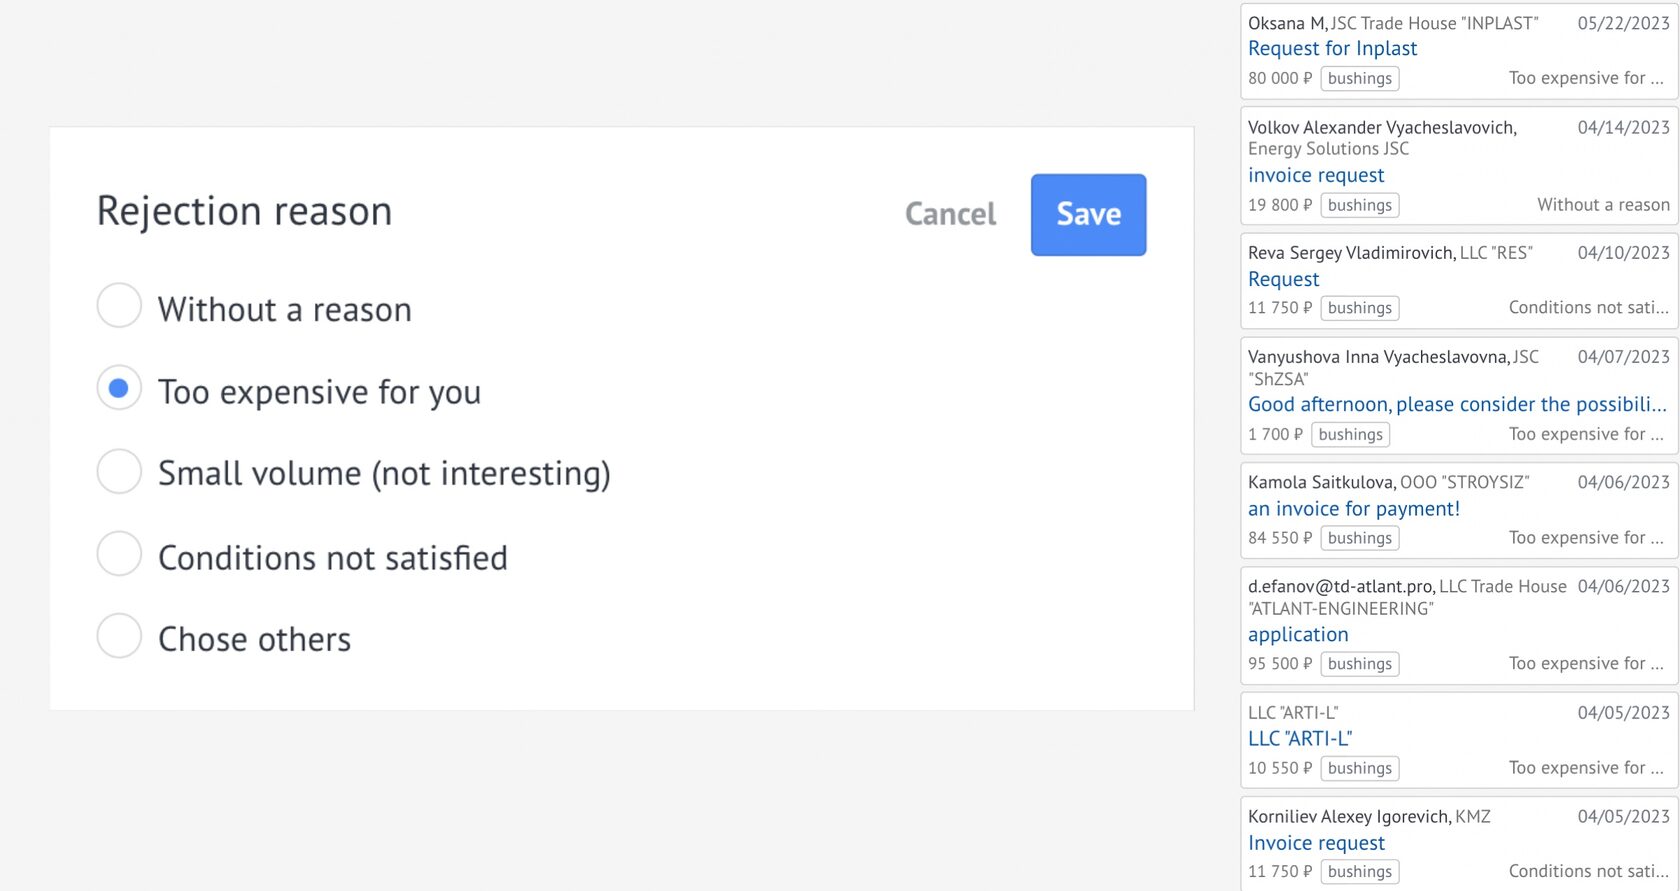 Rejection reason
Cancel
Save
Without a reason
Too expensive for you
Small volume (not interesting)
Conditions not satisfied
Chose others
Oksana M, JSC Trade House "INPLAST" 05/22/2023
Request for Inplast
80 000 ₽ bushings Too expensive for ...
Volkov Alexander Vyacheslavovich, 04/14/2023
Energy Solutions JSC
invoice request
19 800 ₽ bushings Without a reason
Reva Sergey Vladimirovich, LLC "RES" 04/10/2023
Request
11 750 ₽ bushings Conditions not sati...
Vanyushova Inna Vyacheslavovna, JSC 04/07/2023
"ShZSA"
Good afternoon, please consider the possibili...
1 700 ₽ bushings Too expensive for ...
Kamola Saitkulova, OOO "STROYSIZ" 04/06/2023
an invoice for payment!
84 550 ₽ bushings Too expensive for ...
d.efanov@td-atlant.pro, LLC Trade House 04/06/2023
"ATLANT-ENGINEERING"
application
95 500 ₽ bushings Too expensive for ...
LLC "ARTI-L" 04/05/2023
LLC "ARTI-L"
10 550 ₽ bushings Too expensive for ...
Korniliev Alexey Igorevich, KMZ 04/05/2023
Invoice request
11 750 ₽ bushings Conditions not sati...